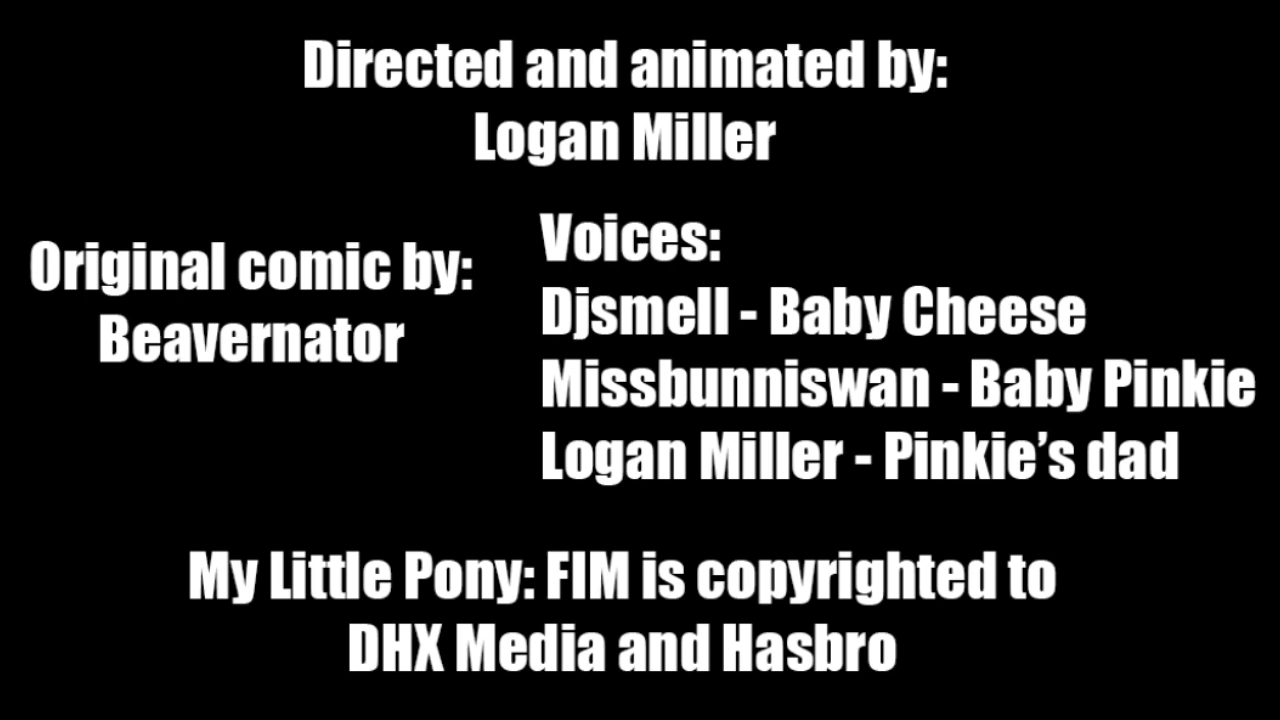 Directed and animated by:
Logan Miller
Original comic by:
Beavernator
Voices:
Djsmell - Baby Cheese
Missbunniswan - Baby Pinkie
Logan Miller - Pinkie’s dad
My Little Pony: FIM is copyrighted to
DHX Media and Hasbro